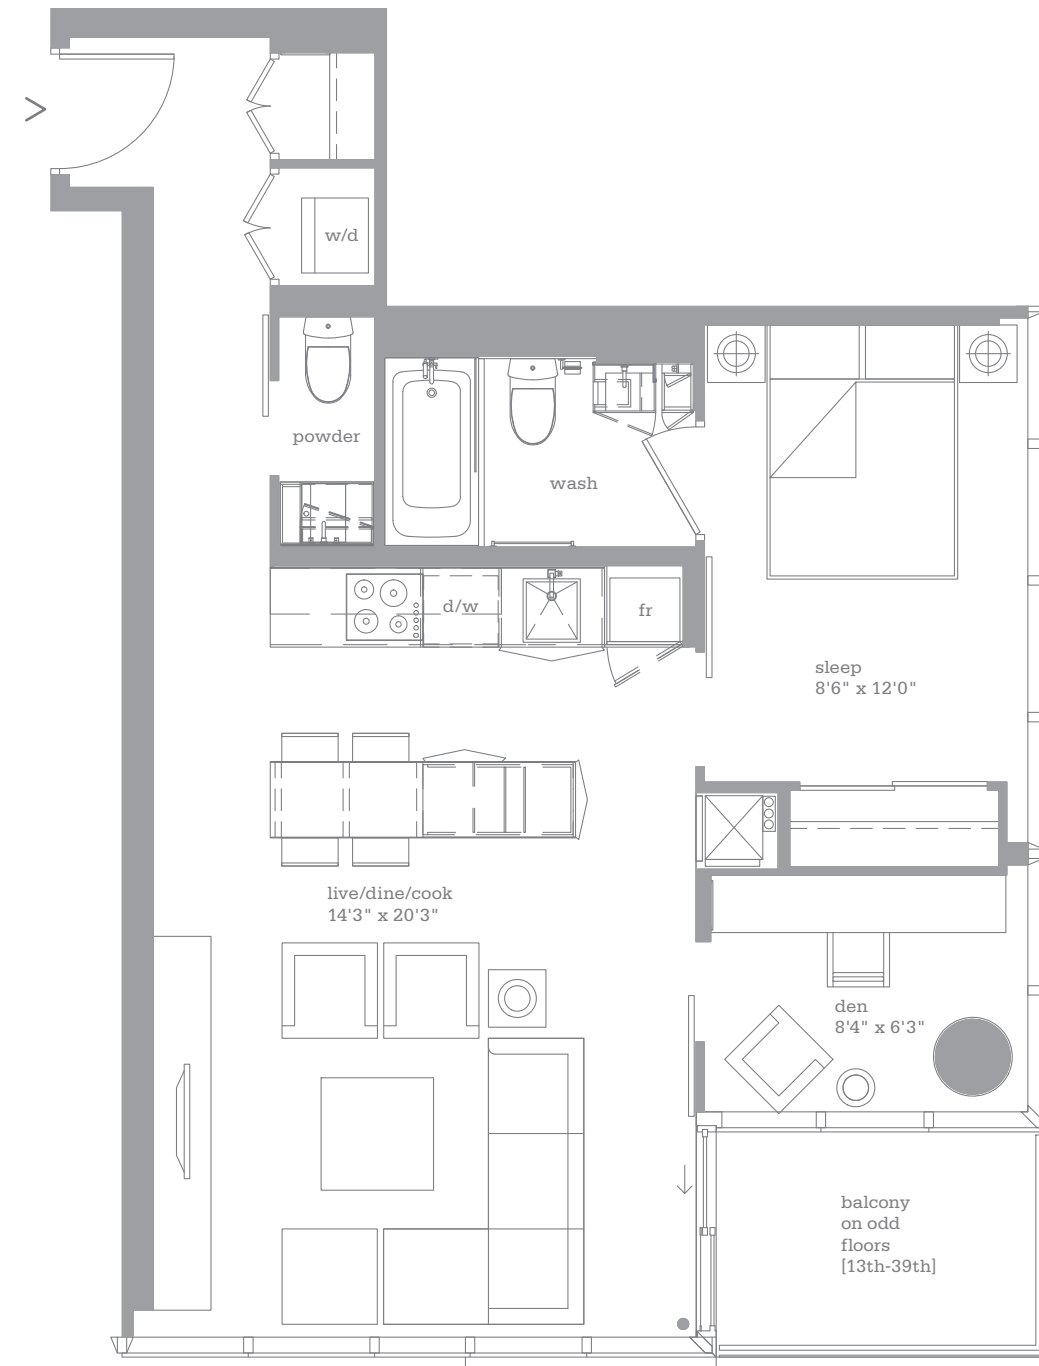 w/d
powder
wash
d/w
fr
sleep
8'6" x 12'0"
live/dine/cook
14'3" x 20'3"
den
8'4" x 6'3"
balcony
on odd
floors
[13th-39th]